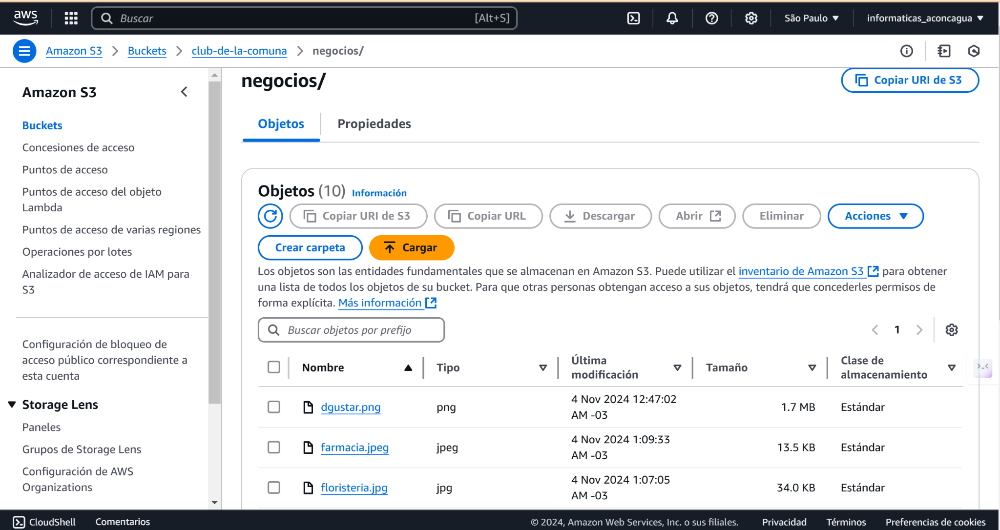 aws
Buscar
[Alt+S]
São Paulo
informaticas_aconcagua
Amazon S3
Buckets
club-de-la-comuna
negocios/
Amazon S3
Buckets
Concesiones de acceso
Puntos de acceso
Puntos de acceso del objeto
Lambda
Puntos de acceso de varias regiones
Operaciones por lotes
Analizador de acceso de IAM para
S3
Configuración de bloqueo de
acceso público correspondiente a
esta cuenta
Storage Lens
Paneles
Grupos de Storage Lens
Configuración de AWS
Organizations
negocios/
Copiar URI de S3
Objetos
Propiedades
Objetos (10) Información
Copiar URI de S3
Copiar URL
Descargar
Abrir
Eliminar
Acciones
Crear carpeta
Cargar
Los objetos son las entidades fundamentales que se almacenan en Amazon S3. Puede utilizar el inventario de Amazon S3 para obtener
una lista de todos los objetos de su bucket. Para que otras personas obtengan acceso a sus objetos, tendrá que concederles permisos de
forma explícita. Más información
Buscar objetos por prefijo
1
Nombre
Tipo
Última
modificación
Tamaño
Clase de
almacenamiento
dgustar.png
png
4 Nov 2024 12:47:02
AM -03
1.7 MB
Estándar
farmacia.jpeg
jpeg
4 Nov 2024 1:09:33
AM -03
13.5 KB
Estándar
floristeria.jpg
jpg
4 Nov 2024 1:07:05
AM -03
34.0 KB
Estándar
CloudShell
Comentarios
© 2024, Amazon Web Services, Inc. o sus filiales.
Privacidad
Términos
Preferencias de cookies